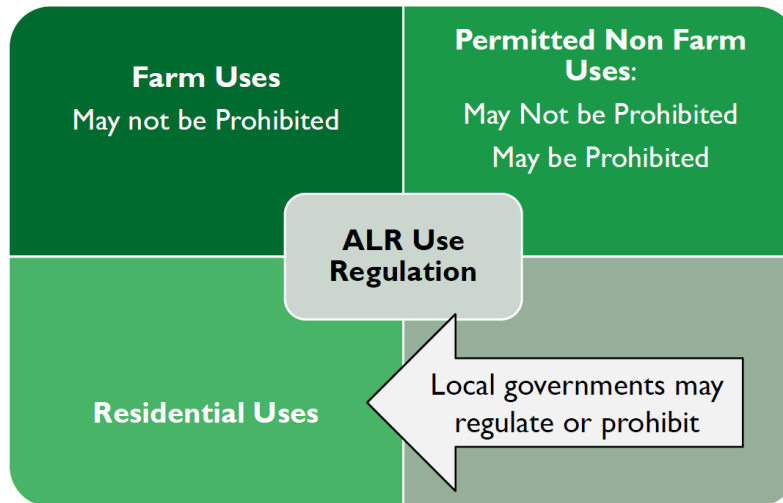 Farm Uses
May not be Prohibited
Permitted Non Farm
Uses:
May Not be Prohibited
May be Prohibited
ALR Use
Regulation
Residential Uses
Local governments may
regulate or prohibit